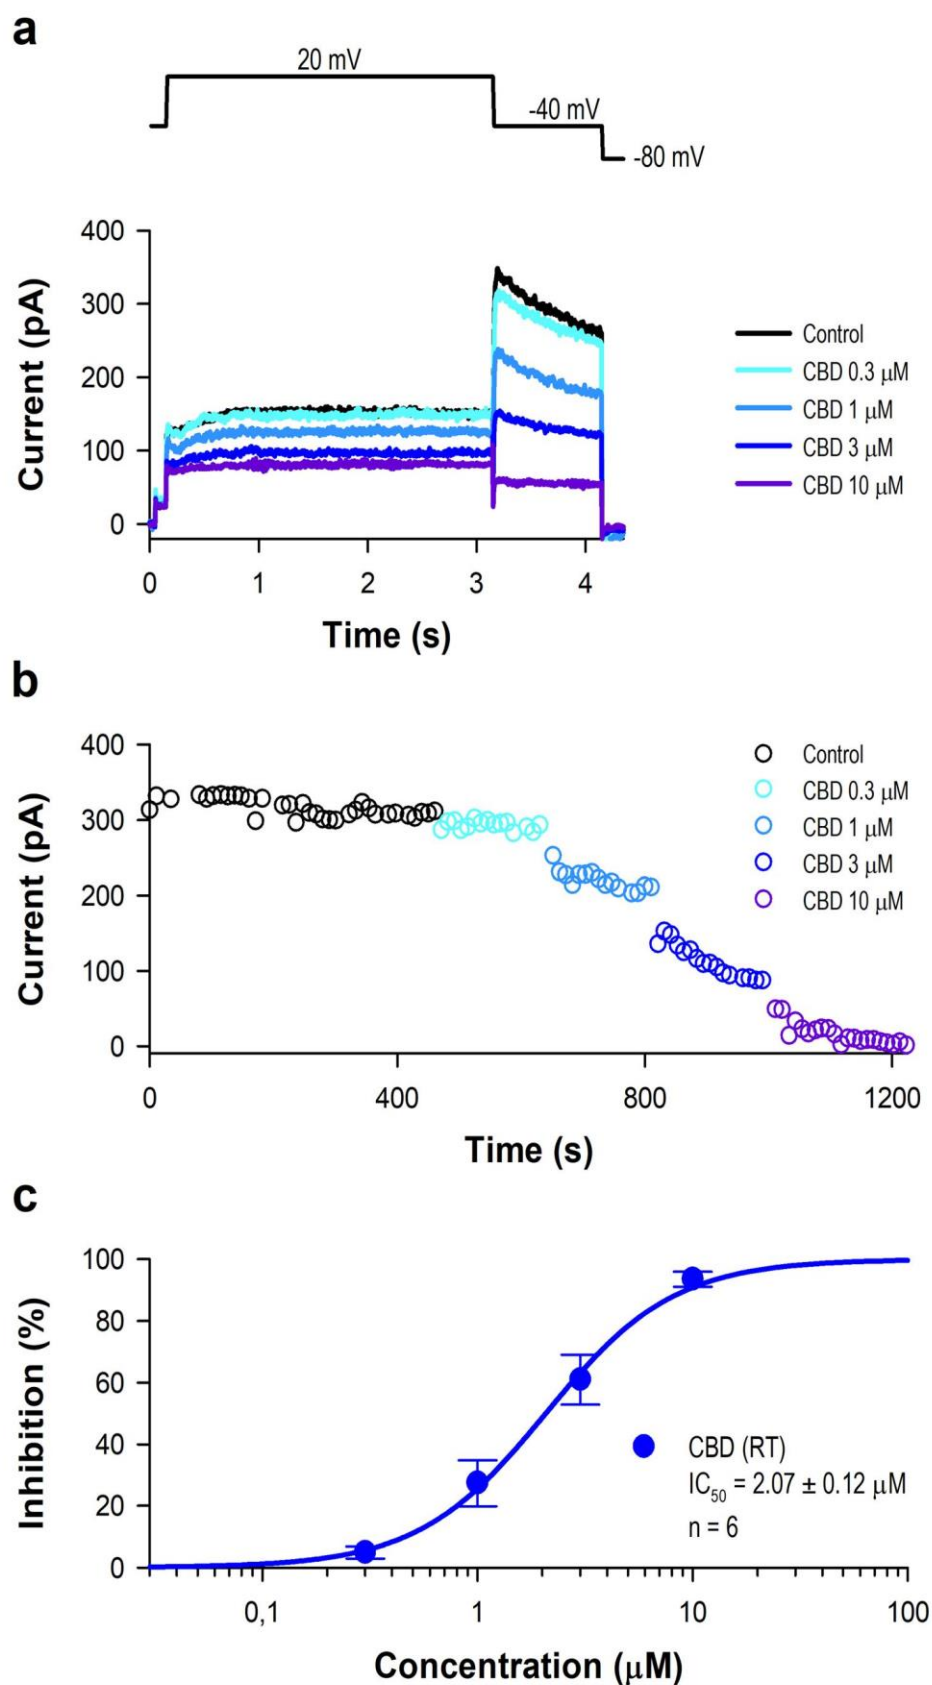 a
20 mV
-40 mV
-80 mV
400
300
200
100
0
Current (pA)
0 1 2 3 4
Time (s)
Control
CBD 0.3 μM
CBD 1 μM
CBD 3 μM
CBD 10 μM
b
400
300
200
100
0
Current (pA)
0 400 800 1200
Time (s)
Control
CBD 0.3 μM
CBD 1 μM
CBD 3 μM
CBD 10 μM
c
100
80
60
40
20
0
Inhibition (%)
0,1 1 10 100
Concentration (μM)
CBD (RT)
IC50 = 2.07 ± 0.12 μM
n = 6